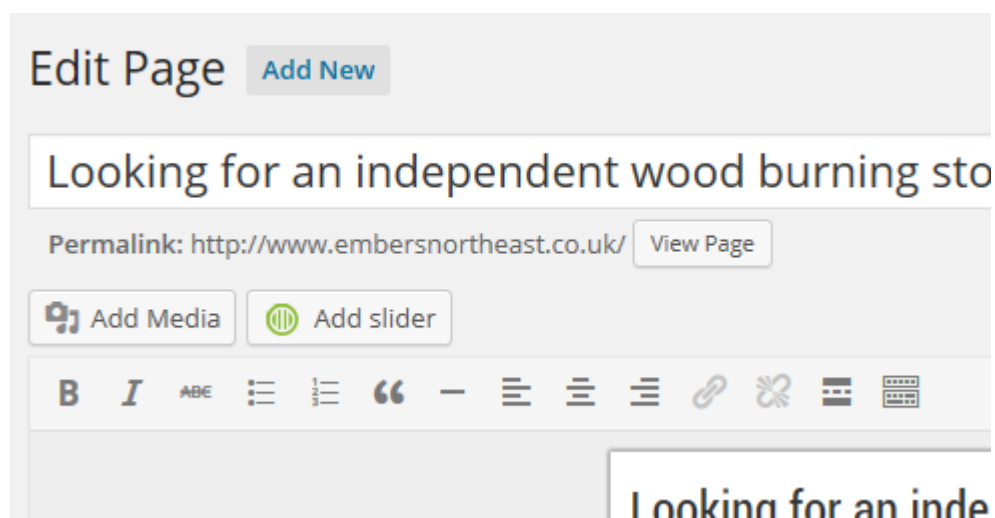 Edit Page Add New
Looking for an independent wood burning sto
Permalink: http://www.embersnortheast.co.uk/ View Page
Add Media Add slider
B I ABE
Looking for an inde